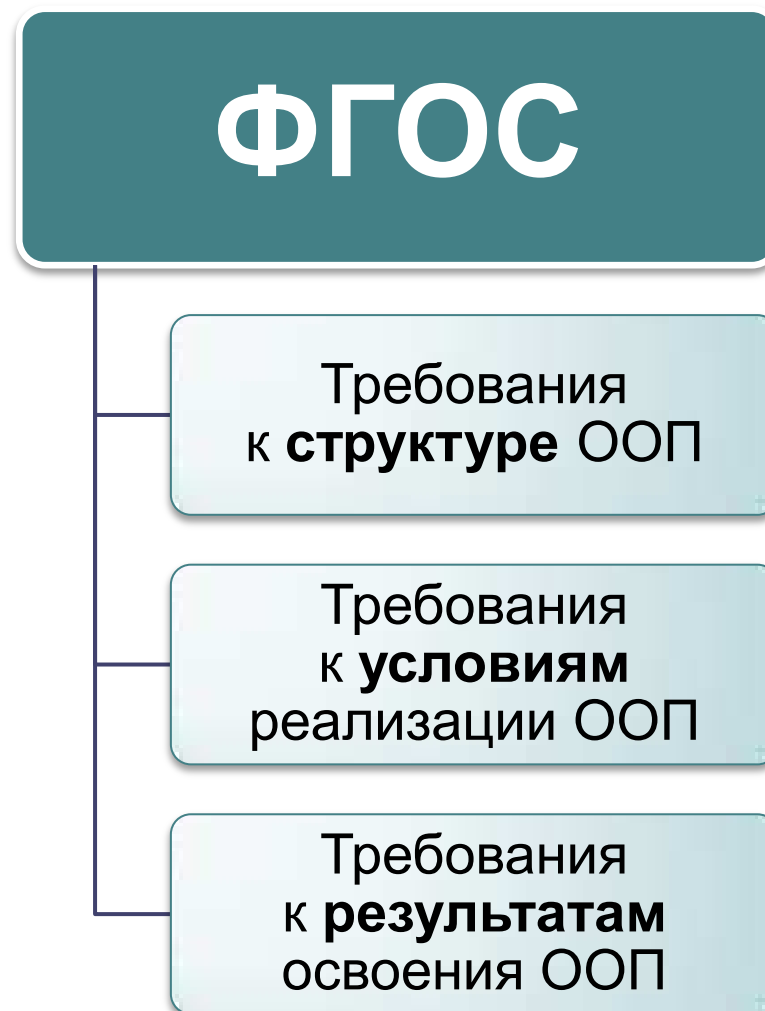 ФГОС
Требования
к структуре ООП
Требования
к условиям
реализации ООП
Требования
к результатам
освоения ООП